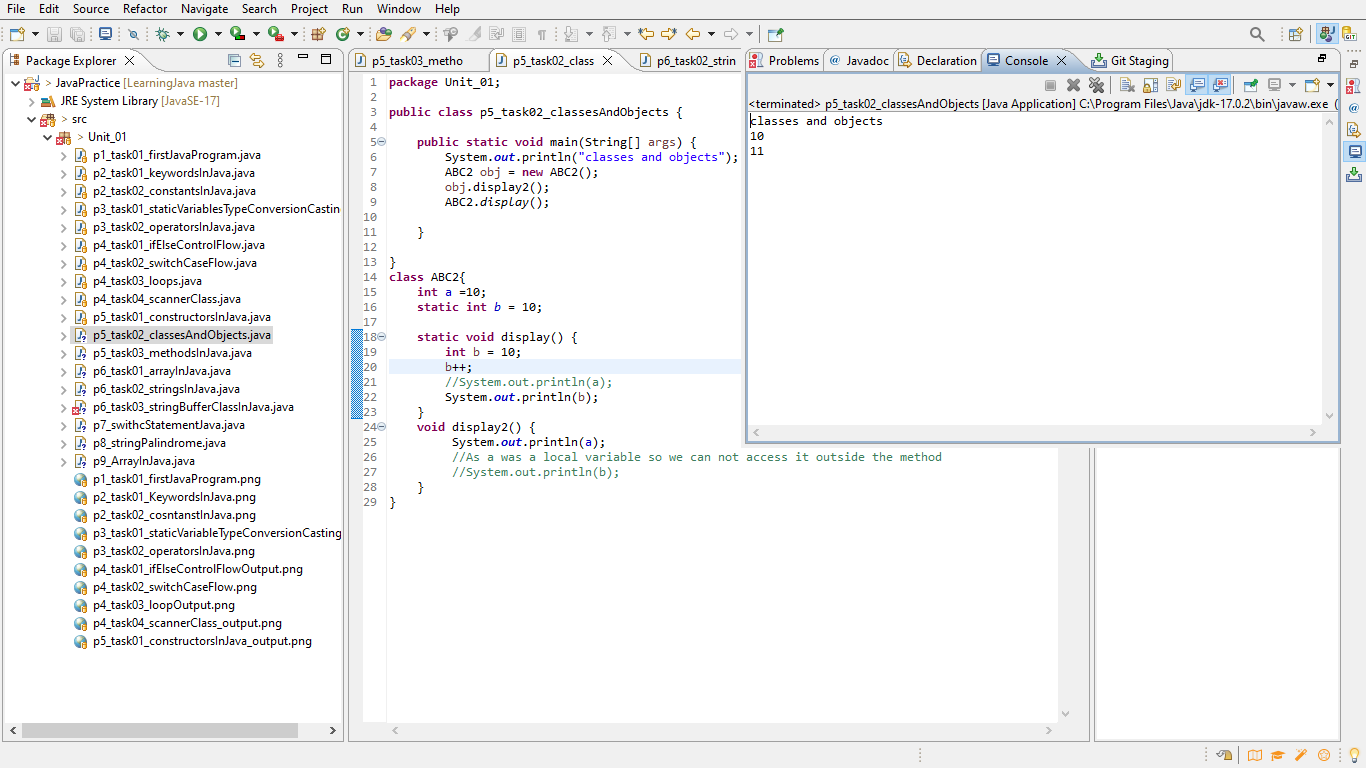 File Edit Source Refactor Navigate Search Project Run Window Help
Package Explorer
JavaPractice [LearningJava master]
JRE System Library [JavaSE-17]
src
Unit_01
p1_task01_firstJavaProgram.java
p2_task01_keywordsInJava.java
p2_task02_constantsInJava.java
p3_task01_staticVariablesTypeConversionCastin
p3_task02_operatorsInJava.java
p4_task01_ifElseControlFlow.java
p4_task02_switchCaseFlow.java
p4_task03_loops.java
p4_task04_scannerClass.java
p5_task01_constructorsInJava.java
p5_task02_classesAndObjects.java
p5_task03_methodsInJava.java
p6_task01_arrayInJava.java
p6_task02_stringsInJava.java
p6_task03_stringBufferClassInJava.java
p7_swithcStatementJava.java
p8_stringPalindrome.java
p9_ArrayInJava.java
p1_task01_firstJavaProgram.png
p2_task01_KeywordsInJava.png
p2_task02_cosntanstInJava.png
p3_task01_staticVariableTypeConversionCasting
p3_task02_operatorsInJava.png
p4_task01_ifElseControlFlowOutput.png
p4_task02_switchCaseFlow.png
p4_task03_loopOutput.png
p4_task04_scannerClass_output.png
p5_task01_constructorsInJava_output.png
p5_task03_metho p5_task02_class p6_task02_strin
1 package Unit_01;
2
3 public class p5_task02_classesAndObjects {
4
5 public static void main(String[] args) {
6 System.out.println("classes and objects");
7 ABC2 obj = new ABC2();
8 obj.display2();
9 ABC2.display();
10
11 }
12
13 }
14 class ABC2{
15 int a =10;
16 static int b = 10;
17
18 static void display() {
19 int b = 10;
20 b++;
21 //System.out.println(a);
22 System.out.println(b);
23 }
24 void display2() {
25 System.out.println(a);
26 //As a was a local variable so we can not access it outside the method
27 //System.out.println(b);
28 }
29 }
Problems Javadoc Declaration Console Git Staging
<terminated> p5_task02_classesAndObjects [Java Application] C:\Program Files\Java\jdk-17.0.2\bin\javaw.exe (
classes and objects
10
11